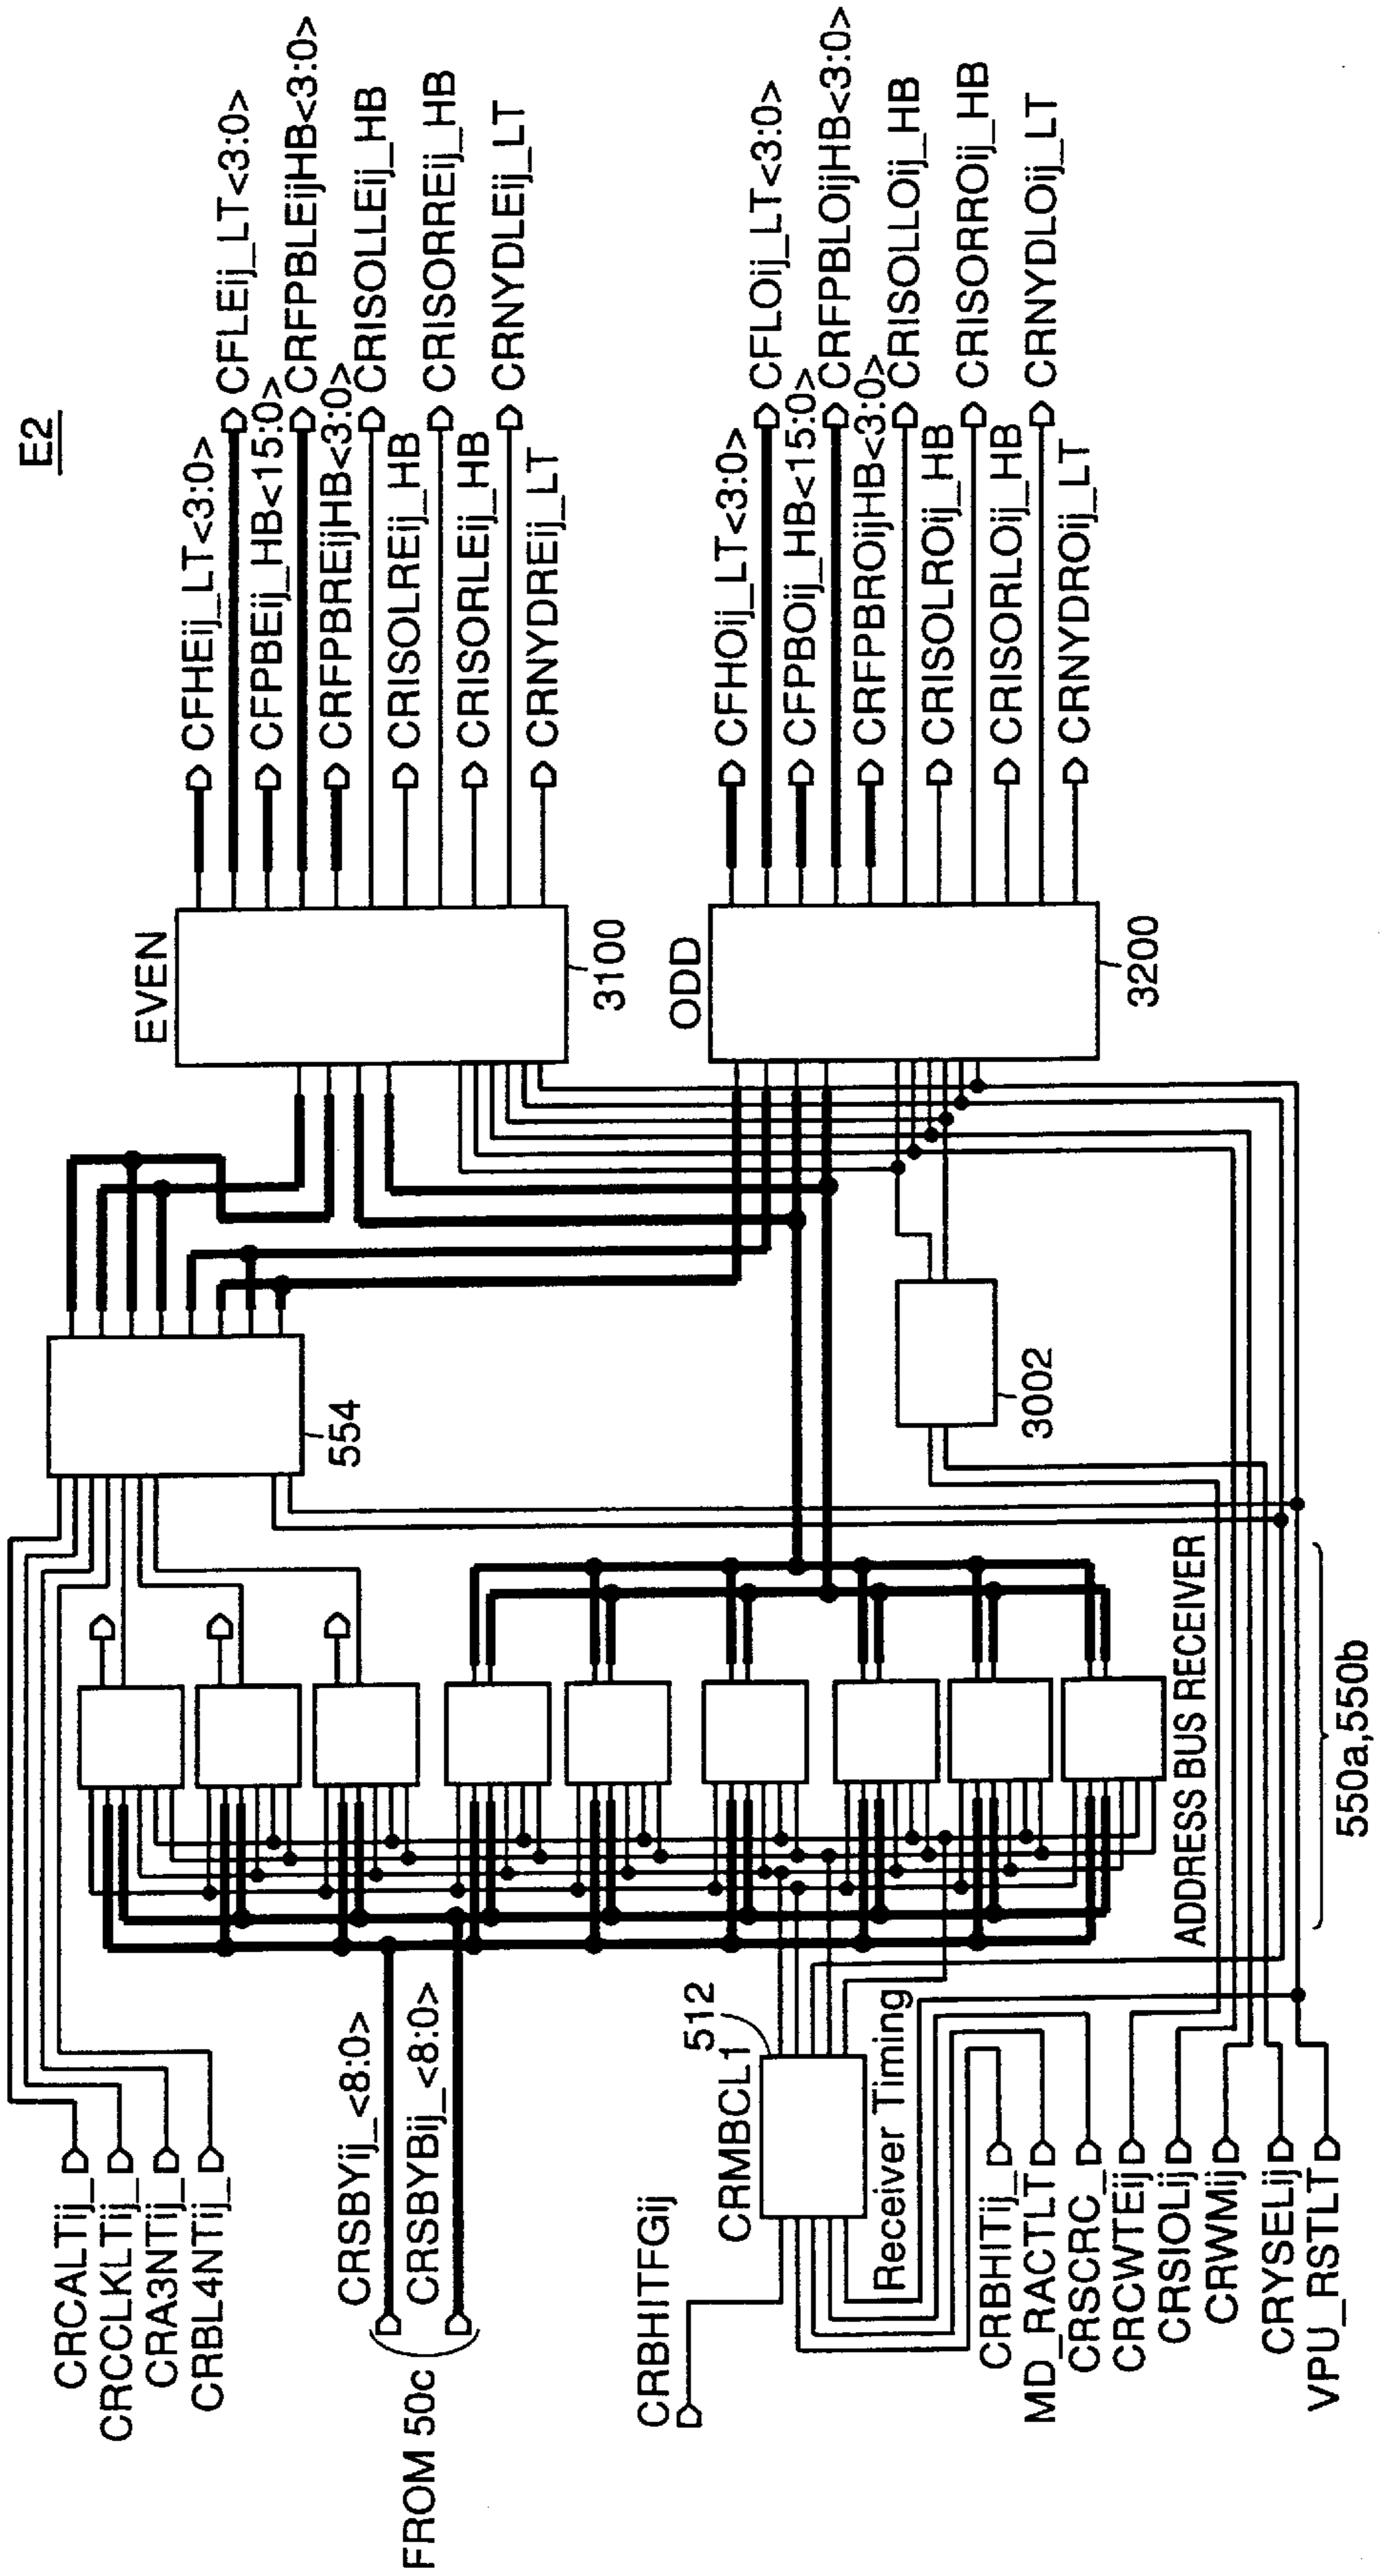 E2
CRCALTij_
CRCCLKLTij_
CRA3NTij_
CRBL4NTij_
CRSBYij_<8:0>
CRSBYBij_<8:0>
FROM 50c
CRBHITFGij
CRMBCL1
512
Receiver Timing
CRBHITij_
MD_RACTLT
CRSCRC_
CRCWTEij
CRSIOLij
CRWMij
CRYSELij
VPU_RSTLT
ADDRESS BUS RECEIVER
550a,550b
554
3002
EVEN
3100
ODD
3200
CFHEij_LT<3:0>
CFLEij_LT<3:0>
CFPBEij_HB<15:0>
CRFPBLEijHB<3:0>
CRFPBREijHB<3:0>
CRISOLLEij_HB
CRISOLREij_HB
CRISORREij_HB
CRISORLEij_HB
CRNYDLEij_LT
CRNYDREij_LT
CFHOij_LT<3:0>
CFLOij_LT<3:0>
CFPBOij_HB<15:0>
CRFPBLOijHB<3:0>
CRFPBROijHB<3:0>
CRISOLLOij_HB
CRISOLROij_HB
CRISORROij_HB
CRISORLOij_HB
CRNYDLOij_LT
CRNYDROij_LT